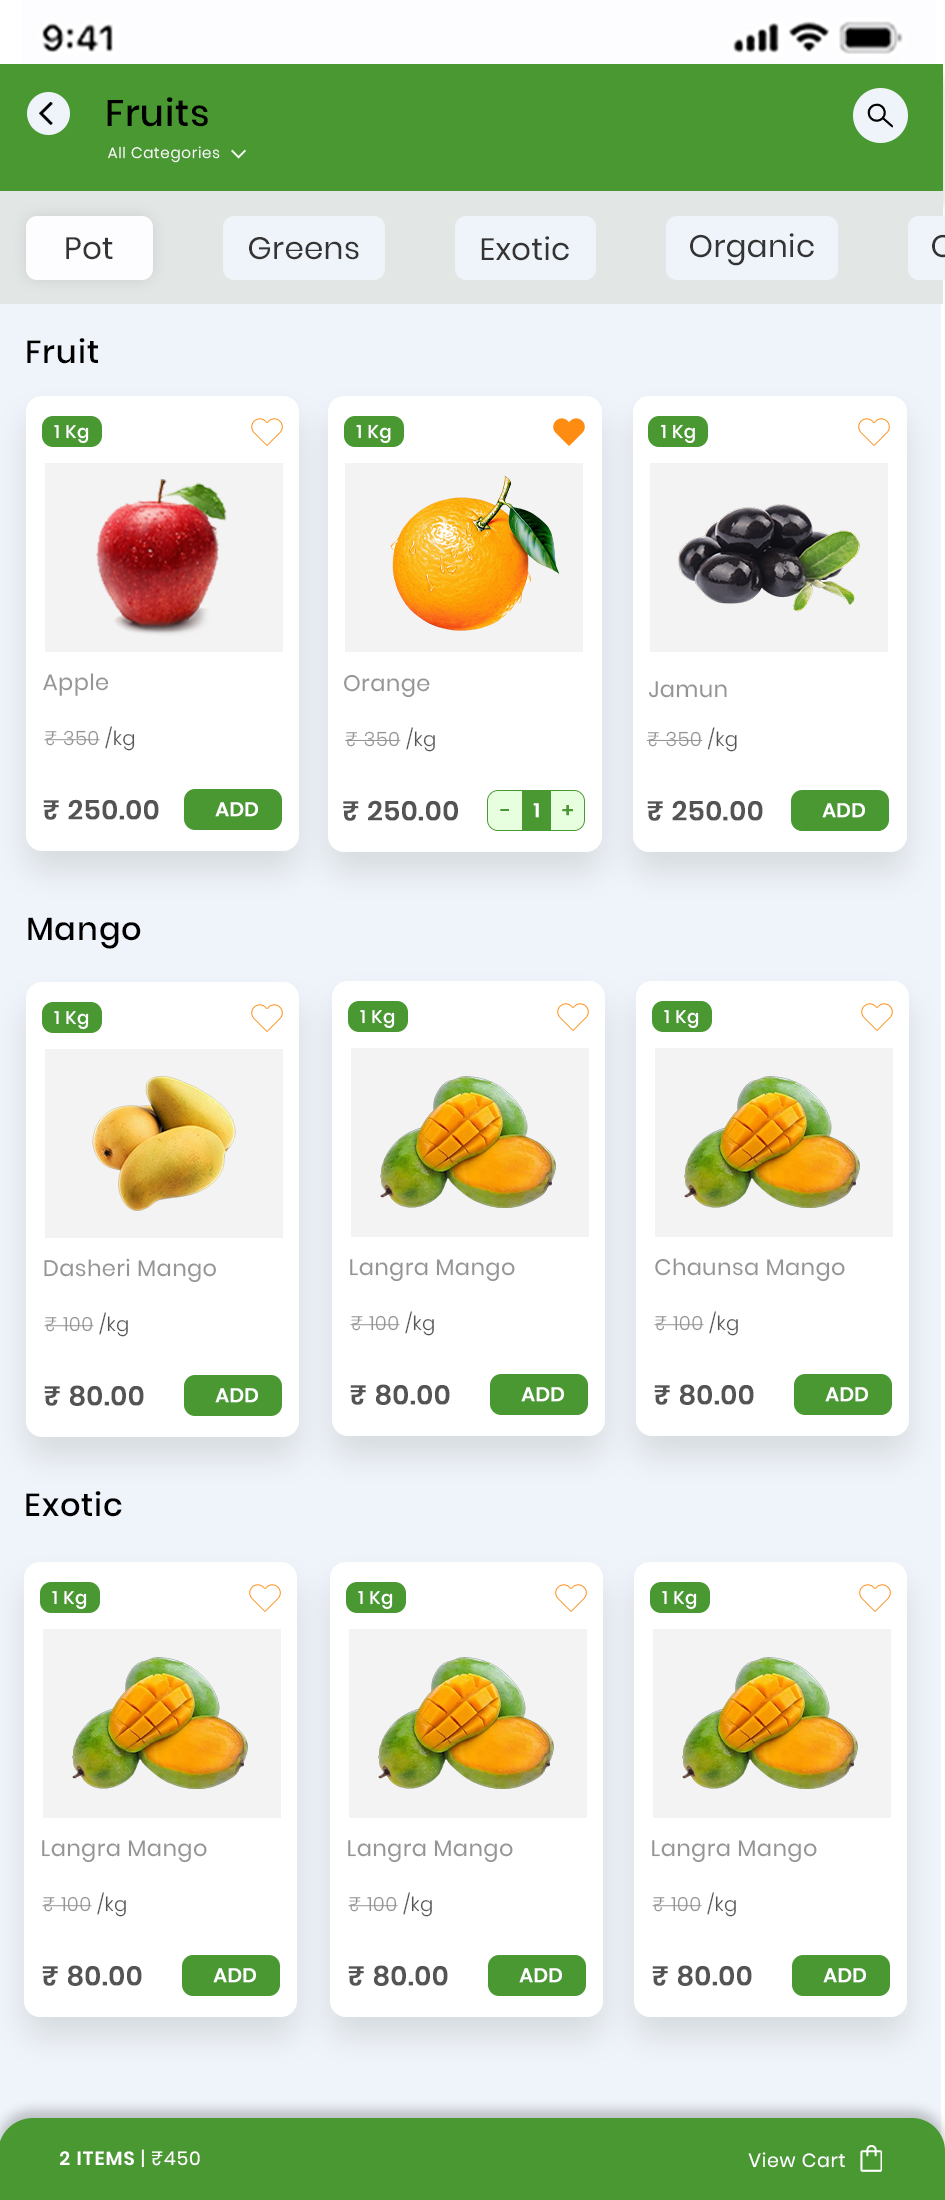 9:41
Fruits
All Categories
Pot
Greens
Exotic
Organic
Fruit
1 Kg
1 Kg
1 Kg
Apple
Orange
Jamun
₹ 350 /kg
₹ 350 /kg
₹ 350 /kg
₹ 250.00
ADD
₹ 250.00
- 1 +
₹ 250.00
ADD
Mango
1 Kg
1 Kg
1 Kg
Dasheri Mango
Langra Mango
Chaunsa Mango
₹ 100 /kg
₹ 100 /kg
₹ 100 /kg
₹ 80.00
ADD
₹ 80.00
ADD
₹ 80.00
ADD
Exotic
1 Kg
1 Kg
1 Kg
Langra Mango
Langra Mango
Langra Mango
₹ 100 /kg
₹ 100 /kg
₹ 100 /kg
₹ 80.00
ADD
₹ 80.00
ADD
₹ 80.00
ADD
2 ITEMS | ₹450
View Cart